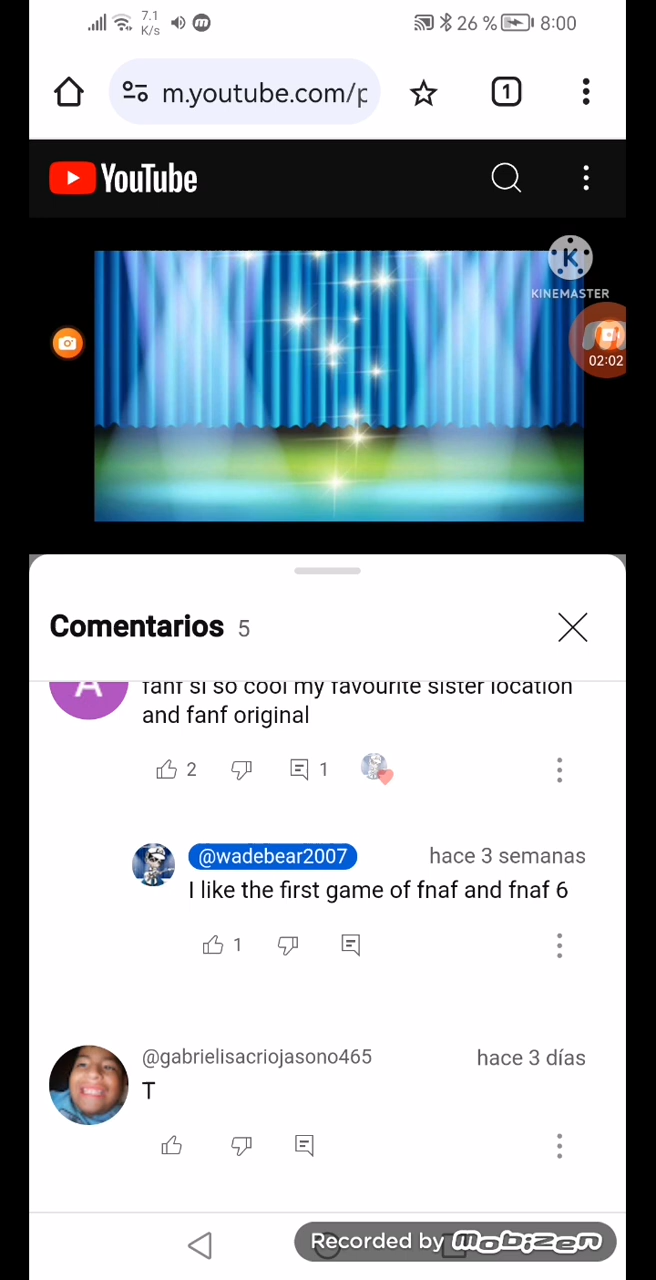 7.1
K/s
26 %
8:00
1
m.youtube.com/p
YouTube
K
KINEMASTER
02:02
Comentarios 5
A
fanf si so cool my favourite sister location
and fanf original
2
1
@wadebear2007
hace 3 semanas
I like the first game of fnaf and fnaf 6
1
@gabrielisacriojasono465
hace 3 días
T
Recorded by mobizen